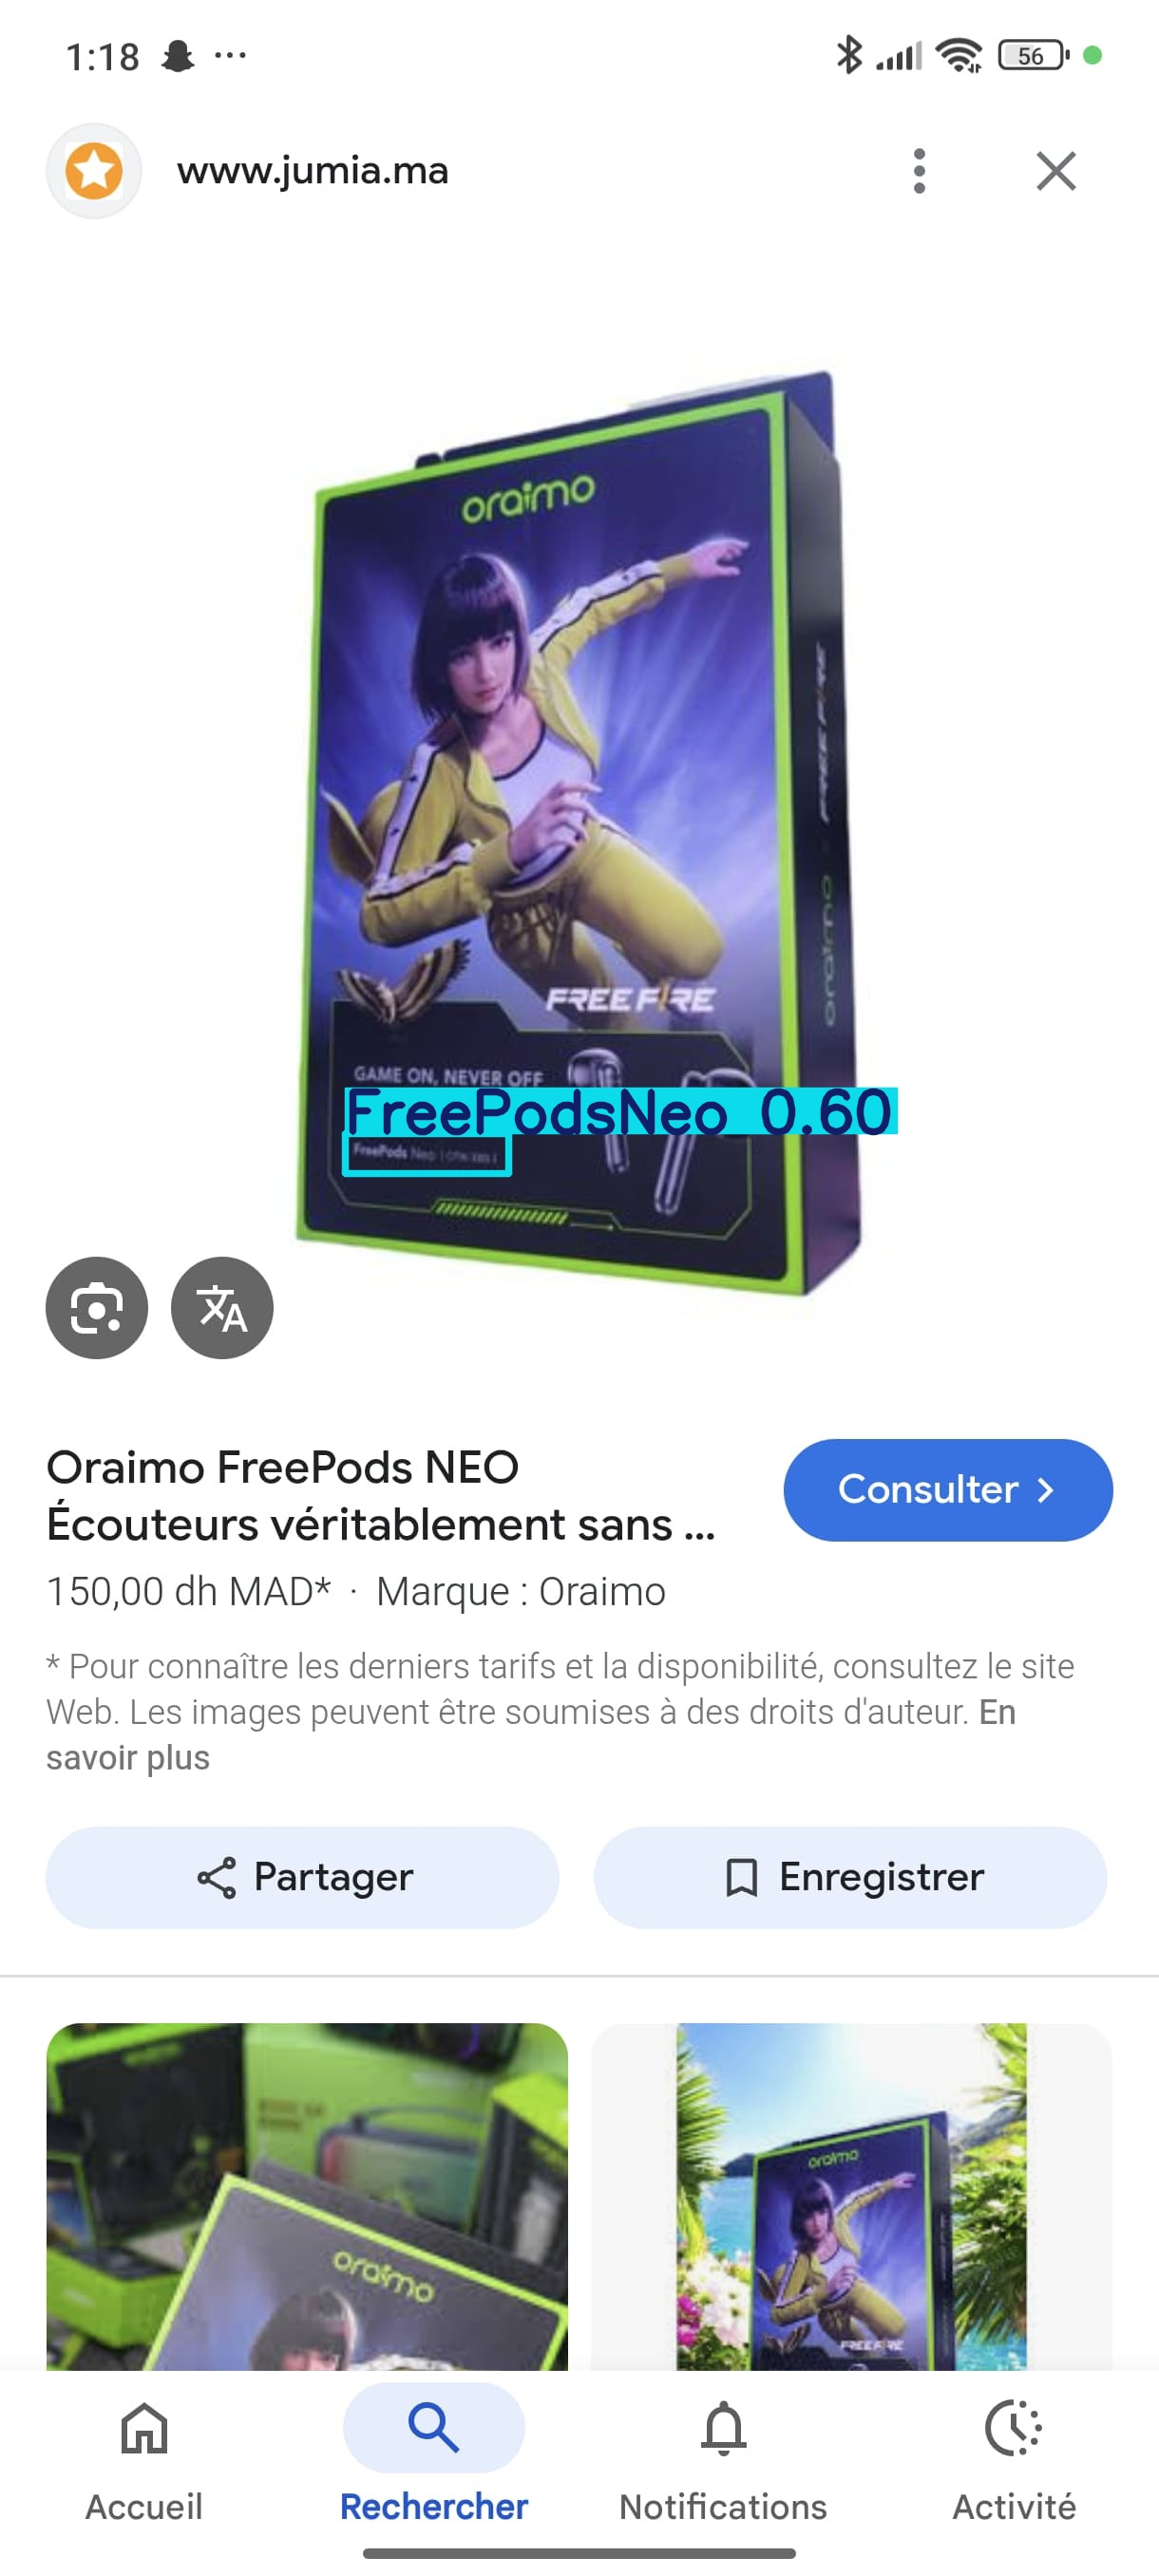 1:18 ...
56
www.jumia.ma
oraimo
FREE FIRE
oraimo
FREE FIRE
GAME ON, NEVER OFF
FreePodsNeo 0.60
FreePods Neo
Oraimo FreePods NEO
Écouteurs véritablement sans ...
Consulter
150,00 dh MAD* · Marque : Oraimo
* Pour connaître les derniers tarifs et la disponibilité, consultez le site
Web. Les images peuvent être soumises à des droits d'auteur. En
savoir plus
Partager
Enregistrer
oraimo
oraimo
FREE FIRE
Accueil
Rechercher
Notifications
Activité